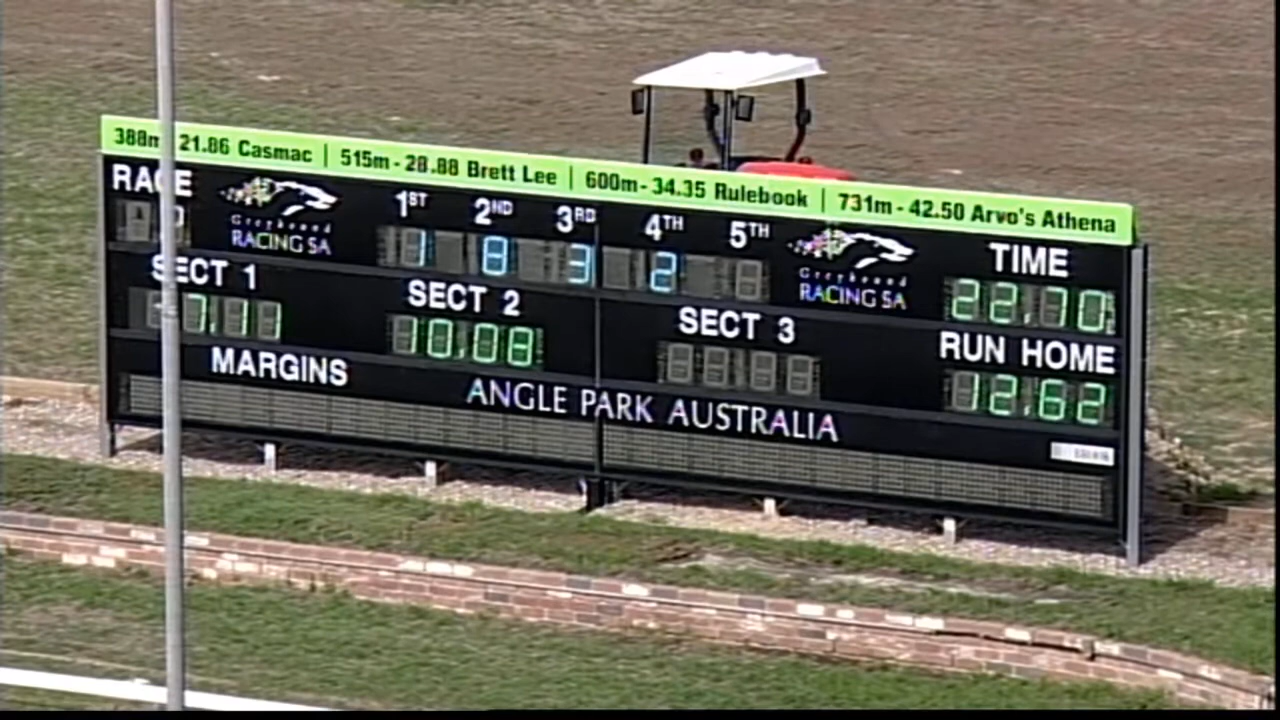 388m 21.86 Casmac | 515m - 28.88 Brett Lee | 600m - 34.35 Rulebook | 731m - 42.50 Arvo's Athena
RACE
Greyhound
RACING SA
1ST 2ND 3RD 4TH 5TH
1 8 3 2
Greyhound
RACING SA
TIME
22.70
SECT 1
7.11
SECT 2
10.08
SECT 3
RUN HOME
12.62
MARGINS
ANGLE PARK AUSTRALIA